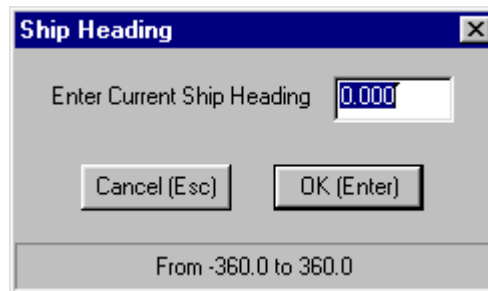 Ship Heading
Enter Current Ship Heading 0.000
Cancel (Esc) OK (Enter)
From -360.0 to 360.0